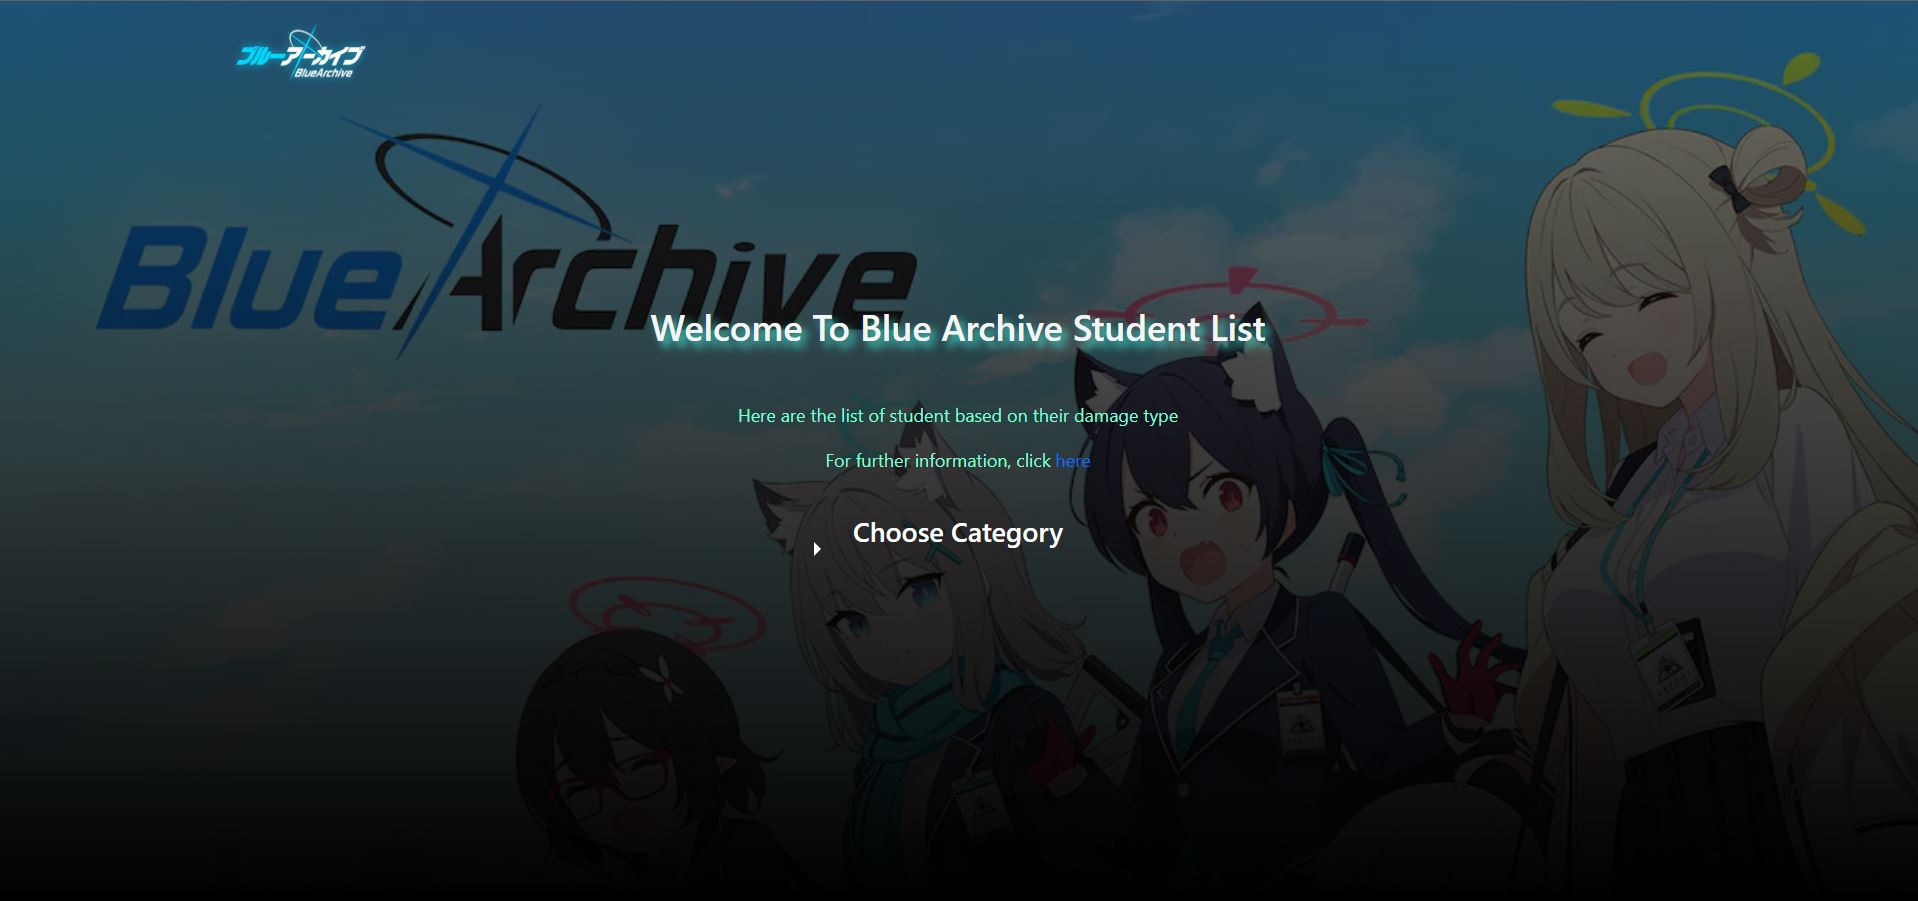 ブルーアーカイブ
BlueArchive
Blue Archive
Welcome To Blue Archive Student List
Here are the list of student based on their damage type
For further information, click here
Choose Category